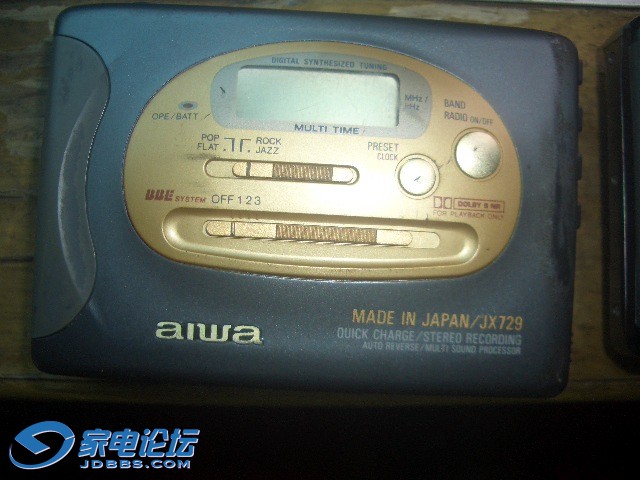 DIGITAL SYNTHESIZED TUNING
MHz/
kHz
BAND
RADIO ON/OFF
OPE/BATT
MULTI TIME
POP ROCK
FLAT JAZZ
PRESET
CLOCK
BBE SYSTEM OFF 1 2 3
DOLBY B NR
FOR PLAYBACK ONLY
MADE IN JAPAN/JX729
aiwa
QUICK CHARGE/STEREO RECORDING
AUTO REVERSE/MULTI SOUND PROCESSOR
家电论坛
JDBBS.COM